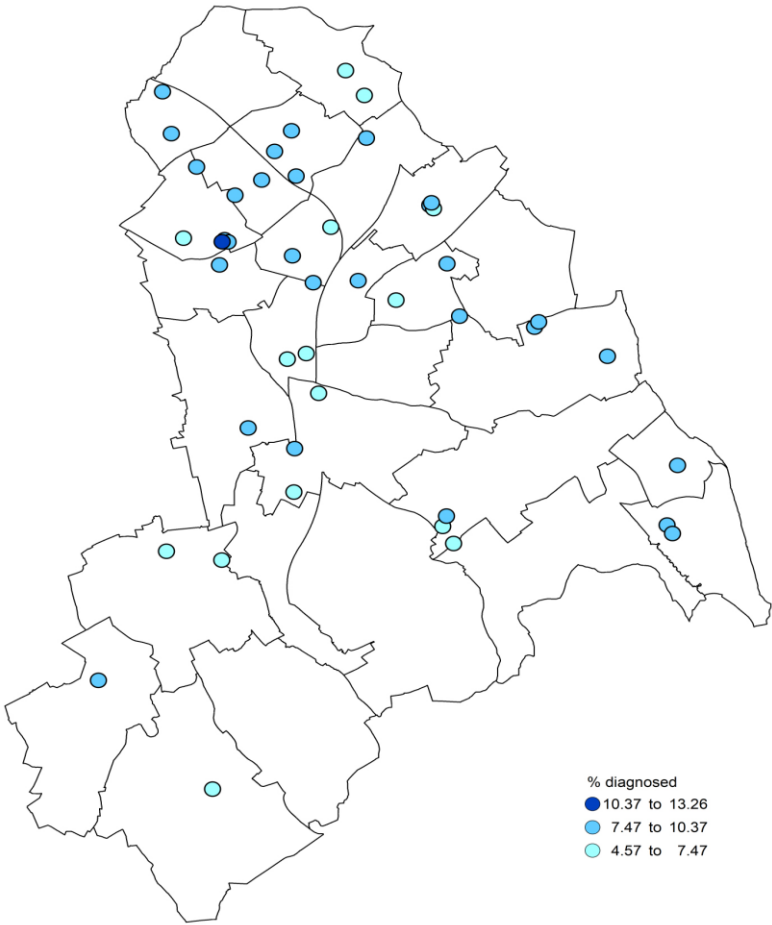 % diagnosed
10.37 to 13.26
7.47 to 10.37
4.57 to 7.47